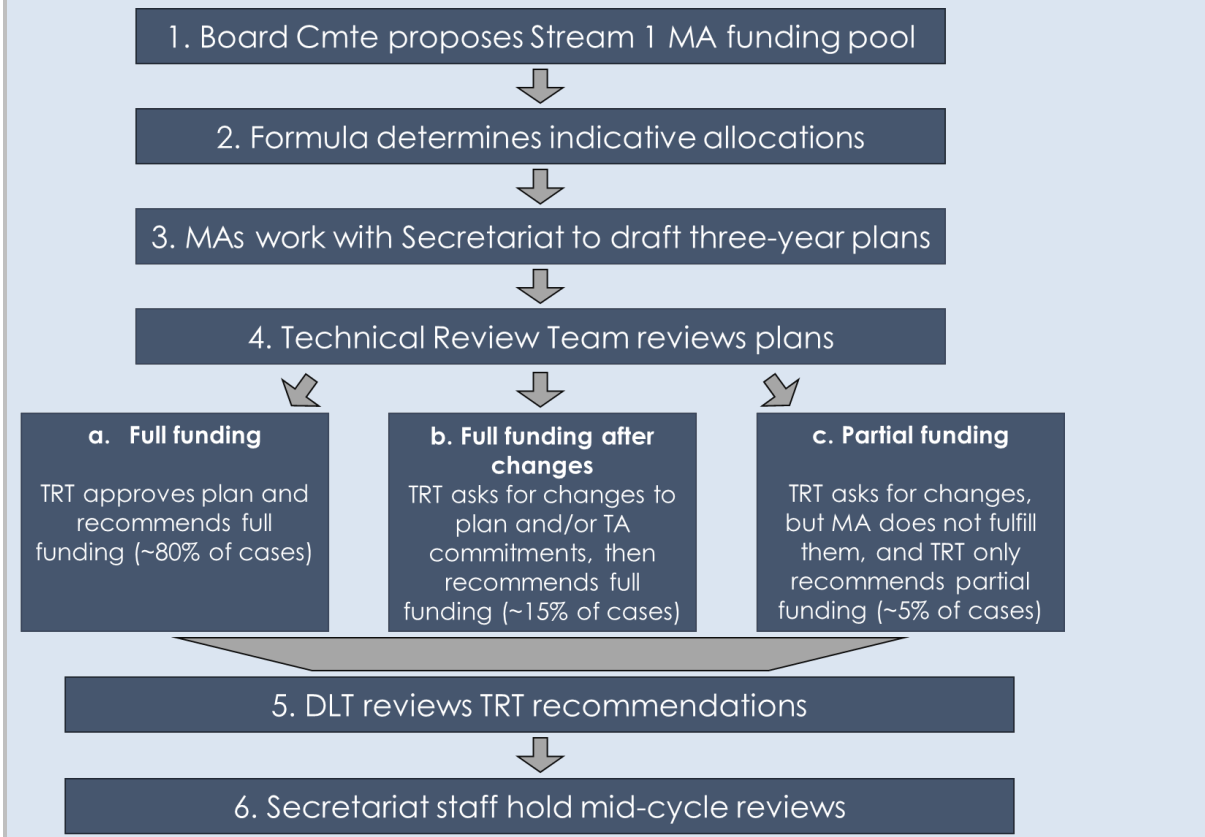 1. Board Cmte proposes Stream 1 MA funding pool
2. Formula determines indicative allocations
3. MAs work with Secretariat to draft three-year plans
4. Technical Review Team reviews plans
a. Full funding
TRT approves plan and
recommends full
funding (~80% of cases)
b. Full funding after
changes
TRT asks for changes to
plan and/or TA
commitments, then
recommends full
funding (~15% of cases)
c. Partial funding
TRT asks for changes,
but MA does not fulfill
them, and TRT only
recommends partial
funding (~5% of cases)
5. DLT reviews TRT recommendations
6. Secretariat staff hold mid-cycle reviews